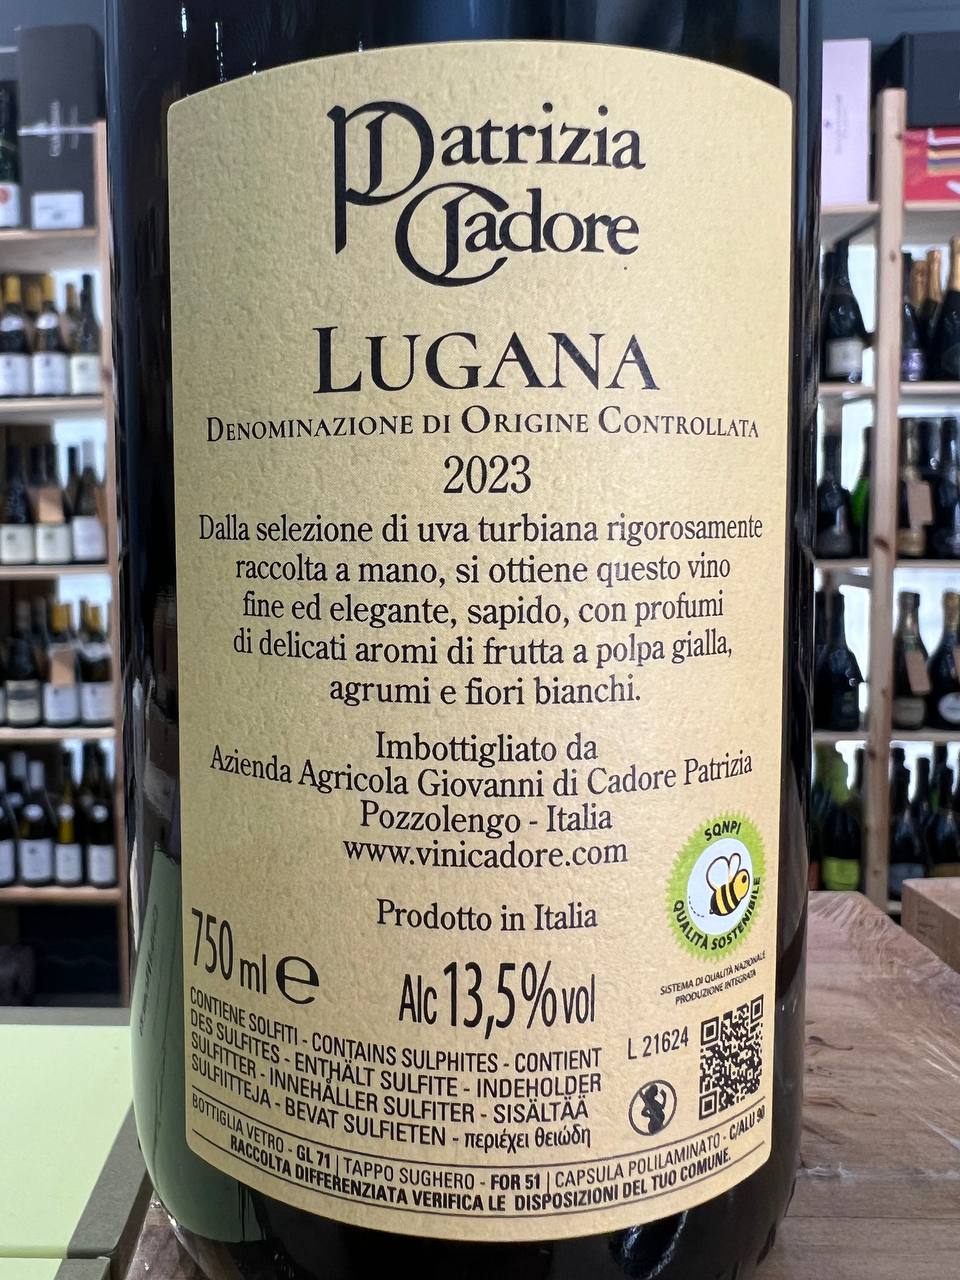 Patrizia
Cadore
LUGANA
DENOMINAZIONE DI ORIGINE CONTROLLATA
2023
Dalla selezione di uva turbiana rigorosamente
raccolta a mano, si ottiene questo vino
fine ed elegante, sapido, con profumi
di delicati aromi di frutta a polpa gialla,
agrumi e fiori bianchi.
Imbottigliato da
Azienda Agricola Giovanni di Cadore Patrizia
Pozzolengo - Italia
www.vinicadore.com
Prodotto in Italia
SQNPI
QUALITÀ SOSTENIBILE
SISTEMA DI QUALITÀ NAZIONALE
PRODUZIONE INTEGRATA
750 ml e
Alc 13,5% vol
CONTIENE SOLFITI - CONTAINS SULPHITES - CONTIENT
DES SULFITES - ENTHÄLT SULFITE - INDEHOLDER
SULFITTER - INNEHÅLLER SULFITER - SISÄLTÄÄ
SULFIITTEJA - BEVAT SULFIETEN - περιέχει θειώδη
L 21624
BOTTIGLIA VETRO - GL 71 | TAPPO SUGHERO - FOR 51 | CAPSULA POLILAMINATO - C/ALU 90
RACCOLTA DIFFERENZIATA VERIFICA LE DISPOSIZIONI DEL TUO COMUNE.